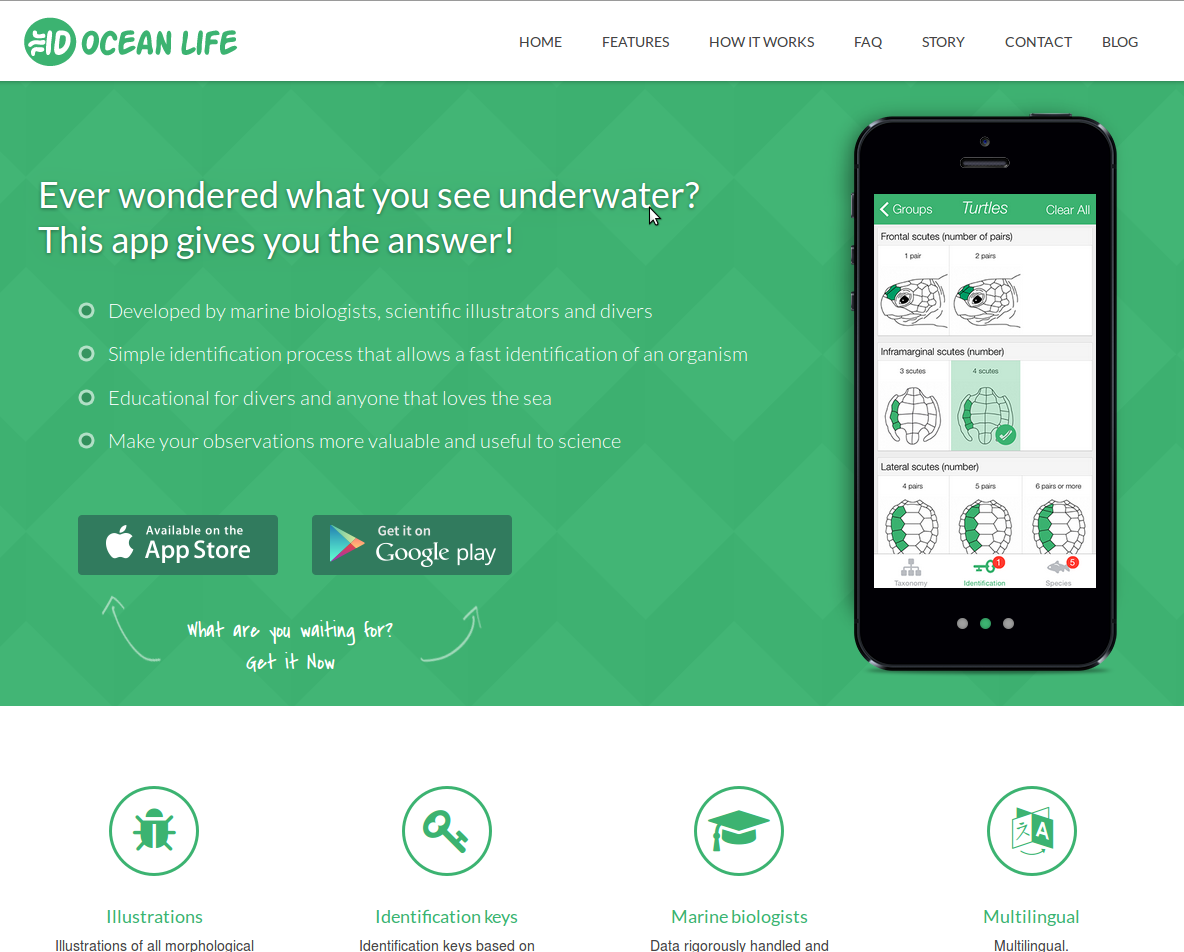 ID OCEAN LIFE
HOME FEATURES HOW IT WORKS FAQ STORY CONTACT BLOG
Ever wondered what you see underwater?
This app gives you the answer!
Developed by marine biologists, scientific illustrators and divers
Simple identification process that allows a fast identification of an organism
Educational for divers and anyone that loves the sea
Make your observations more valuable and useful to science
Available on the
App Store
Get it on
Google play
What are you waiting for?
Get it Now
Groups Turtles Clear All
Frontal scutes (number of pairs)
1 pair 2 pairs
Inframarginal scutes (number)
3 scutes 4 scutes
Lateral scutes (number)
4 pairs 5 pairs 6 pairs or more
1 5
Taxonomy Identification Species
A
Illustrations Identification keys Marine biologists Multilingual
Illustrations of all morphological Identification keys based on Data rigorously handled and Multilingual.